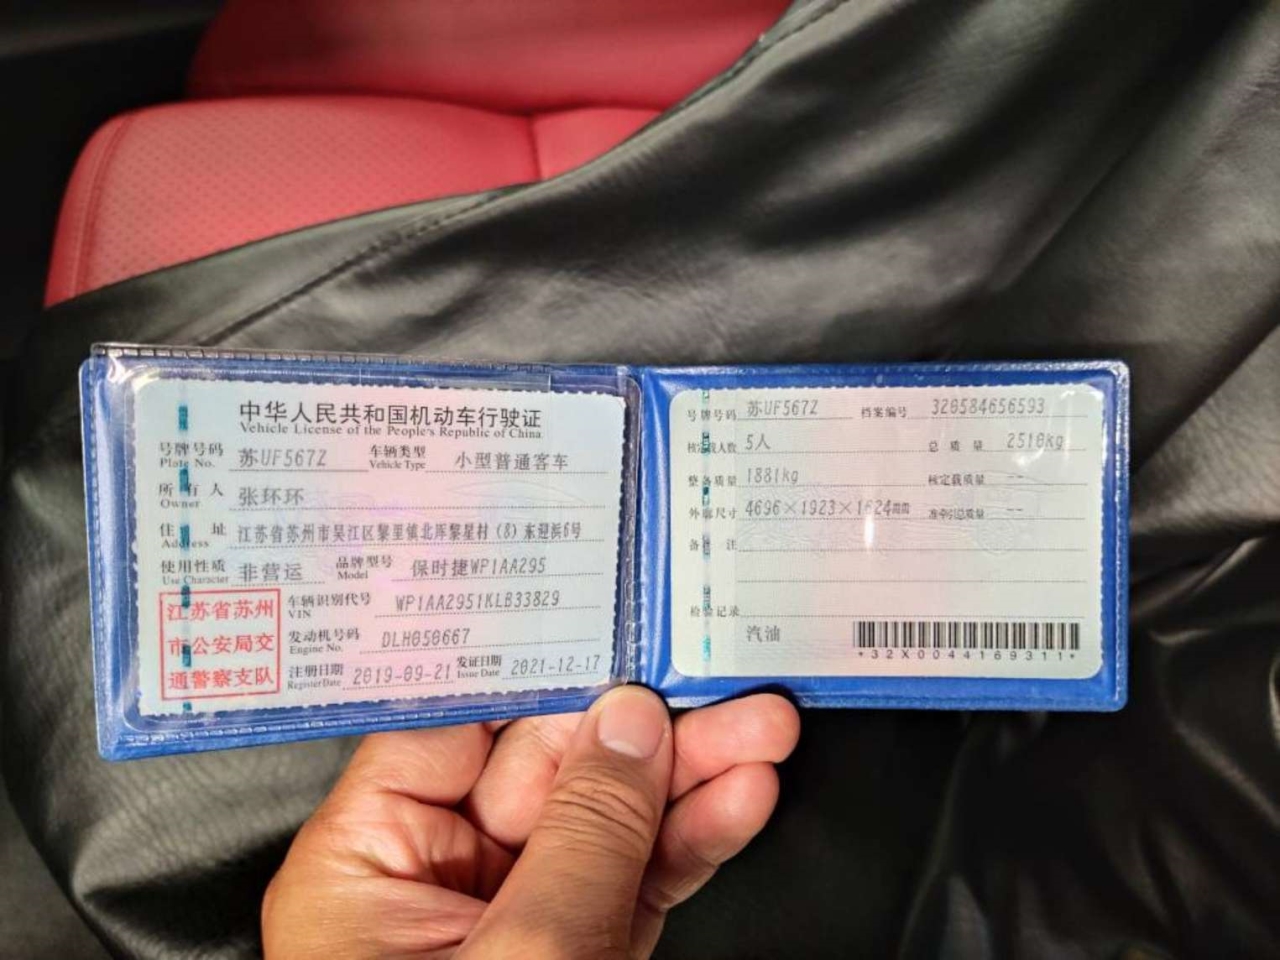 中华人民共和国机动车行驶证
Vehicle License of the People's Republic of China
号牌号码 苏UF567Z 车辆类型 小型普通客车
Plate No. Vehicle Type
所有人 张环环
Owner
住址 江苏省苏州市吴江区黎里镇北厍黎星村(8)东迎浜6号
Address
使用性质 非营运 品牌型号 保时捷WP1AA295
Use Character Model
江苏省苏州
市公安局交
通警察支队
车辆识别代号 WP1AA2951KLB33829
VIN
发动机号码 DLH050667
Engine No.
注册日期 2019-09-21 发证日期 2021-12-17
Register Date Issue Date
号牌号码 苏UF567Z 档案编号 320584656593
核定载人数 5人 总质量 2510kg
整备质量 1881kg 核定载质量 --
外廓尺寸 4696×1923×1624mm 准牵引总质量 --
备注
检验记录
汽油
*32X0044169311*